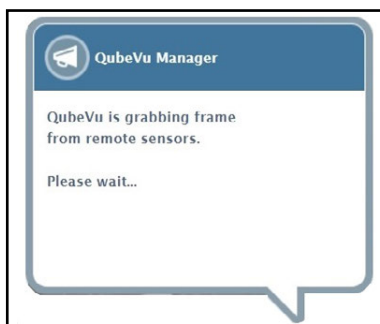 QubeVu Manager
QubeVu is grabbing frame
from remote sensors.
Please wait...